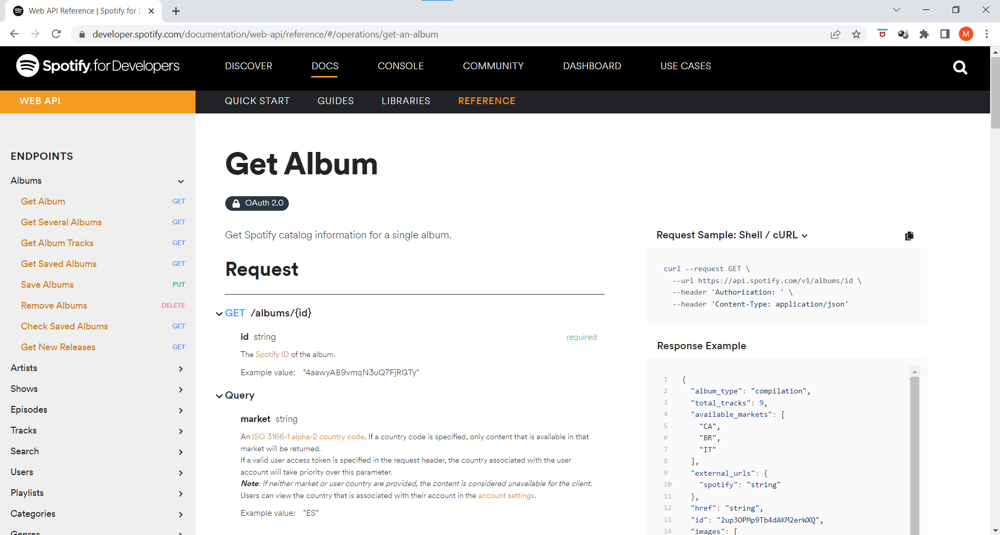 Web API Reference | Spotify for D
developer.spotify.com/documentation/web-api/reference/#/operations/get-an-album
M
Spotify for Developers
DISCOVER
DOCS
CONSOLE
COMMUNITY
DASHBOARD
USE CASES
WEB API
QUICK START
GUIDES
LIBRARIES
REFERENCE
ENDPOINTS
Albums
Get Album GET
Get Several Albums GET
Get Album Tracks GET
Get Saved Albums GET
Save Albums PUT
Remove Albums DELETE
Check Saved Albums GET
Get New Releases GET
Artists
Shows
Episodes
Tracks
Search
Users
Playlists
Categories
Genres
Get Album
OAuth 2.0
Get Spotify catalog information for a single album.
Request
GET /albums/{id}
id string required
The Spotify ID of the album.
Example value: "4aawyAB9vmqN3uQ7FjRGTy"
Query
market string
An ISO 3166-1 alpha-2 country code. If a country code is specified, only content that is available in that
market will be returned.
If a valid user access token is specified in the request header, the country associated with the user
account will take priority over this parameter.
Note: If neither market or user country are provided, the content is considered unavailable for the client.
Users can view the country that is associated with their account in the account settings.
Example value: "ES"
Request Sample: Shell / cURL
curl --request GET \
--url https://api.spotify.com/v1/albums/id \
--header 'Authorization: ' \
--header 'Content-Type: application/json'
Response Example
1 {
2 "album_type": "compilation",
3 "total_tracks": 9,
4 "available_markets": [
5 "CA",
6 "BR",
7 "IT"
8 ],
9 "external_urls": {
10 "spotify": "string"
11 },
12 "href": "string",
13 "id": "2up3OPMp9Tb4dAKM2erWXQ",
14 "images": [